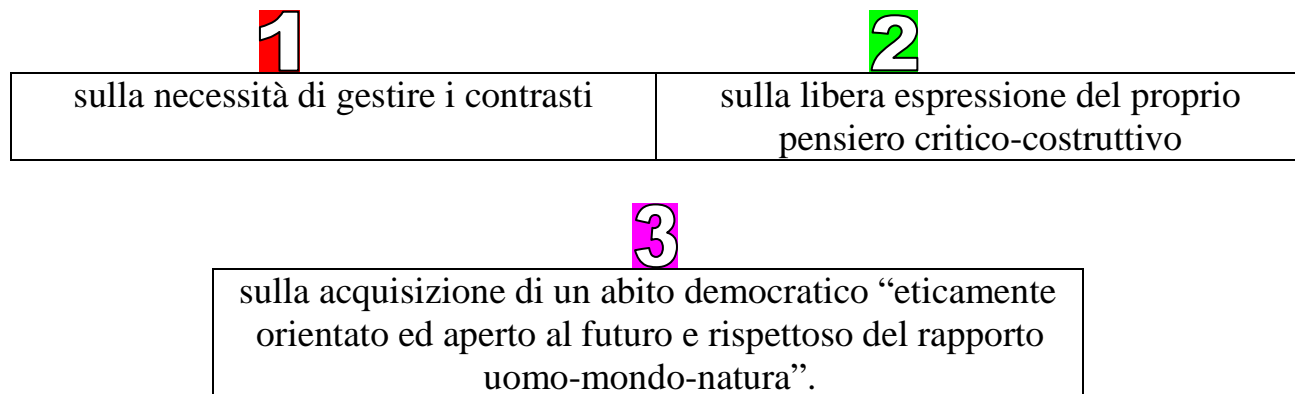 1
2
sulla necessità di gestire i contrasti
sulla libera espressione del proprio
pensiero critico-costruttivo
3
sulla acquisizione di un abito democratico “eticamente
orientato ed aperto al futuro e rispettoso del rapporto
uomo-mondo-natura”.